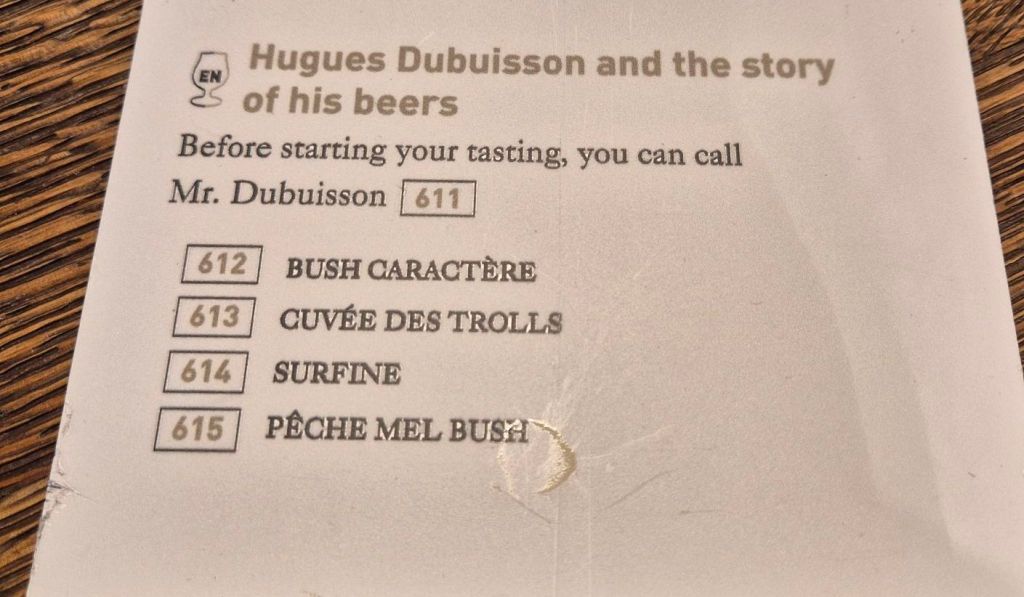 EN
Hugues Dubuisson and the story
of his beers
Before starting your tasting, you can call
Mr. Dubuisson 611
612 BUSH CARACTÈRE
613 CUVÉE DES TROLLS
614 SURFINE
615 PÊCHE MEL BUSH